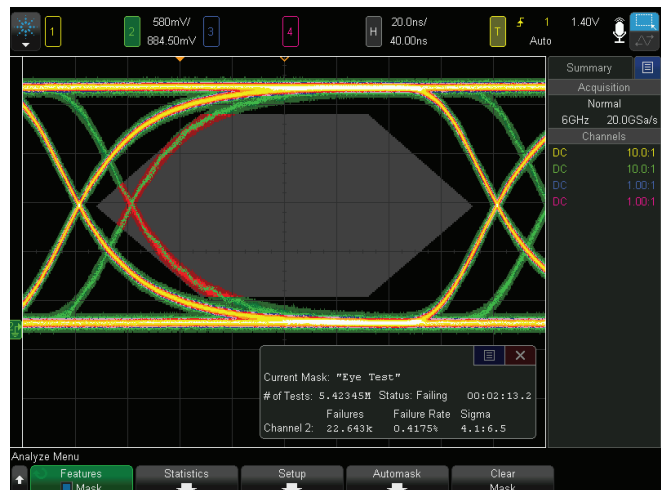 1 2 580mV/ 884.50mV 3 4 H 20.0ns/ 40.00ns T 1 1.40V Auto
Summary
Acquisition
Normal
6GHz 20.0GSa/s
Channels
DC 10.0:1
DC 10.0:1
DC 1.00:1
DC 1.00:1
Current Mask: "Eye Test"
# of Tests: 5.42345M Status: Failing 00:02:13.2
Failures Failure Rate Sigma
Channel 2: 22.643k 0.4175% 4.1:6.5
Analyze Menu
Features Statistics Setup Automask Clear
Mask Mask